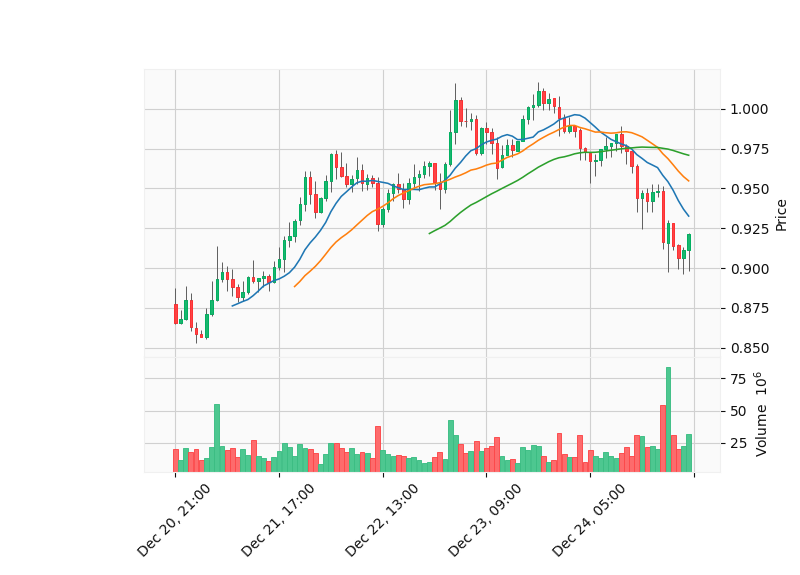 1.000
0.975
0.950
0.925
0.900
0.875
0.850
Price
75
50
25
Volume 10^6
Dec 20, 21:00
Dec 21, 17:00
Dec 22, 13:00
Dec 23, 09:00
Dec 24, 05:00